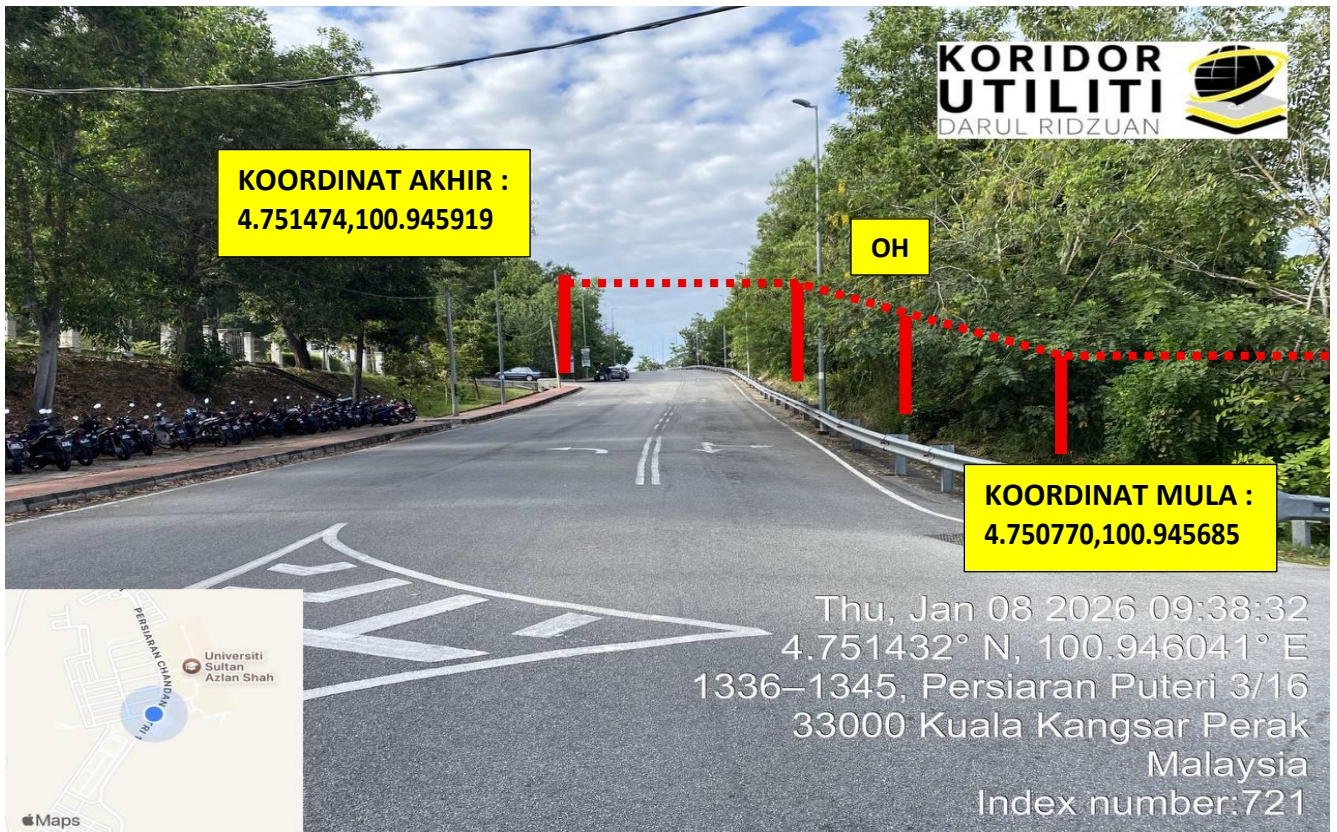 KORIDOR
UTILITI
DARUL RIDZUAN
KOORDINAT AKHIR :
4.751474,100.945919
OH
KOORDINAT MULA :
4.750770,100.945685
Thu, Jan 08 2026 09:38:32
4.751432° N, 100.946041° E
1336–1345, Persiaran Puteri 3/16
33000 Kuala Kangsar Perak
Malaysia
Index number:721
PERSIARAN CHANDAN
TRI 1
Universiti
Sultan
Azlan Shah
Maps